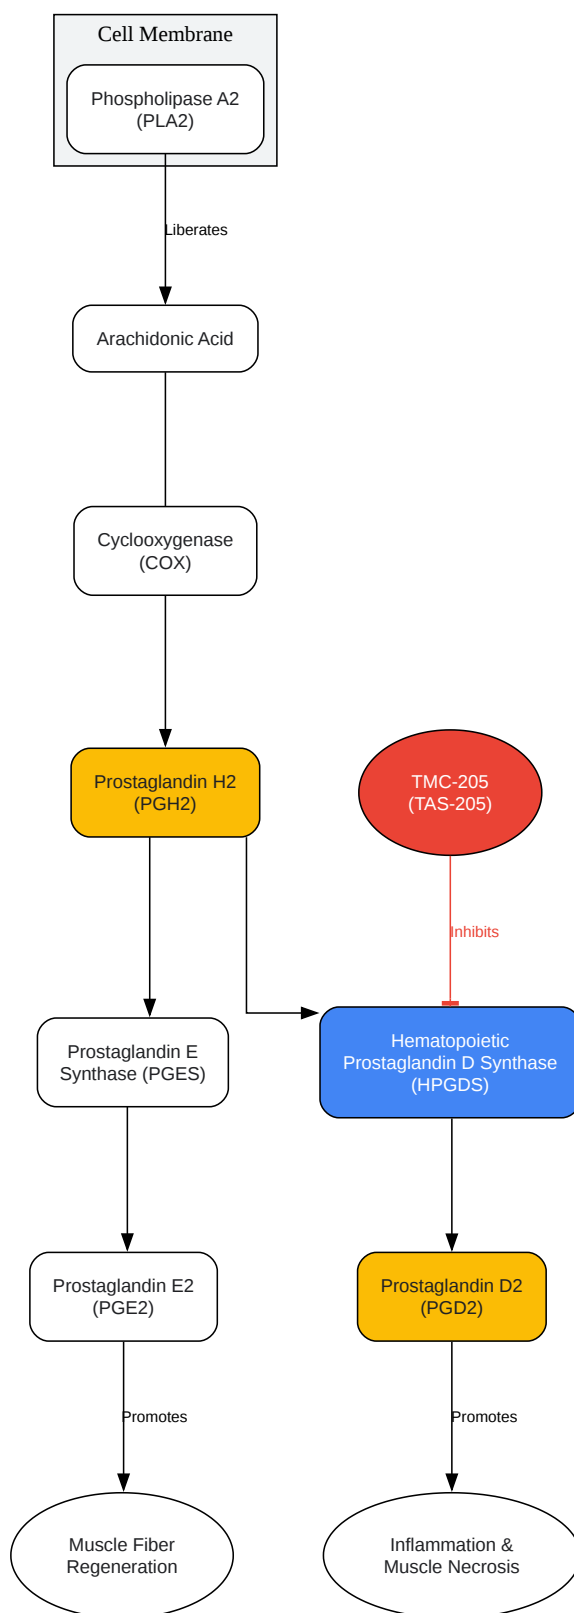 Cell Membrane
Phospholipase A2
(PLA2)
Liberates
Arachidonic Acid
Cyclooxygenase
(COX)
Prostaglandin H2
(PGH2)
TMC-205
(TAS-205)
Inhibits
Prostaglandin E
Synthase (PGES)
Hematopoietic
Prostaglandin D Synthase
(HPGDS)
Prostaglandin E2
(PGE2)
Prostaglandin D2
(PGD2)
Promotes
Promotes
Muscle Fiber
Regeneration
Inflammation &
Muscle Necrosis